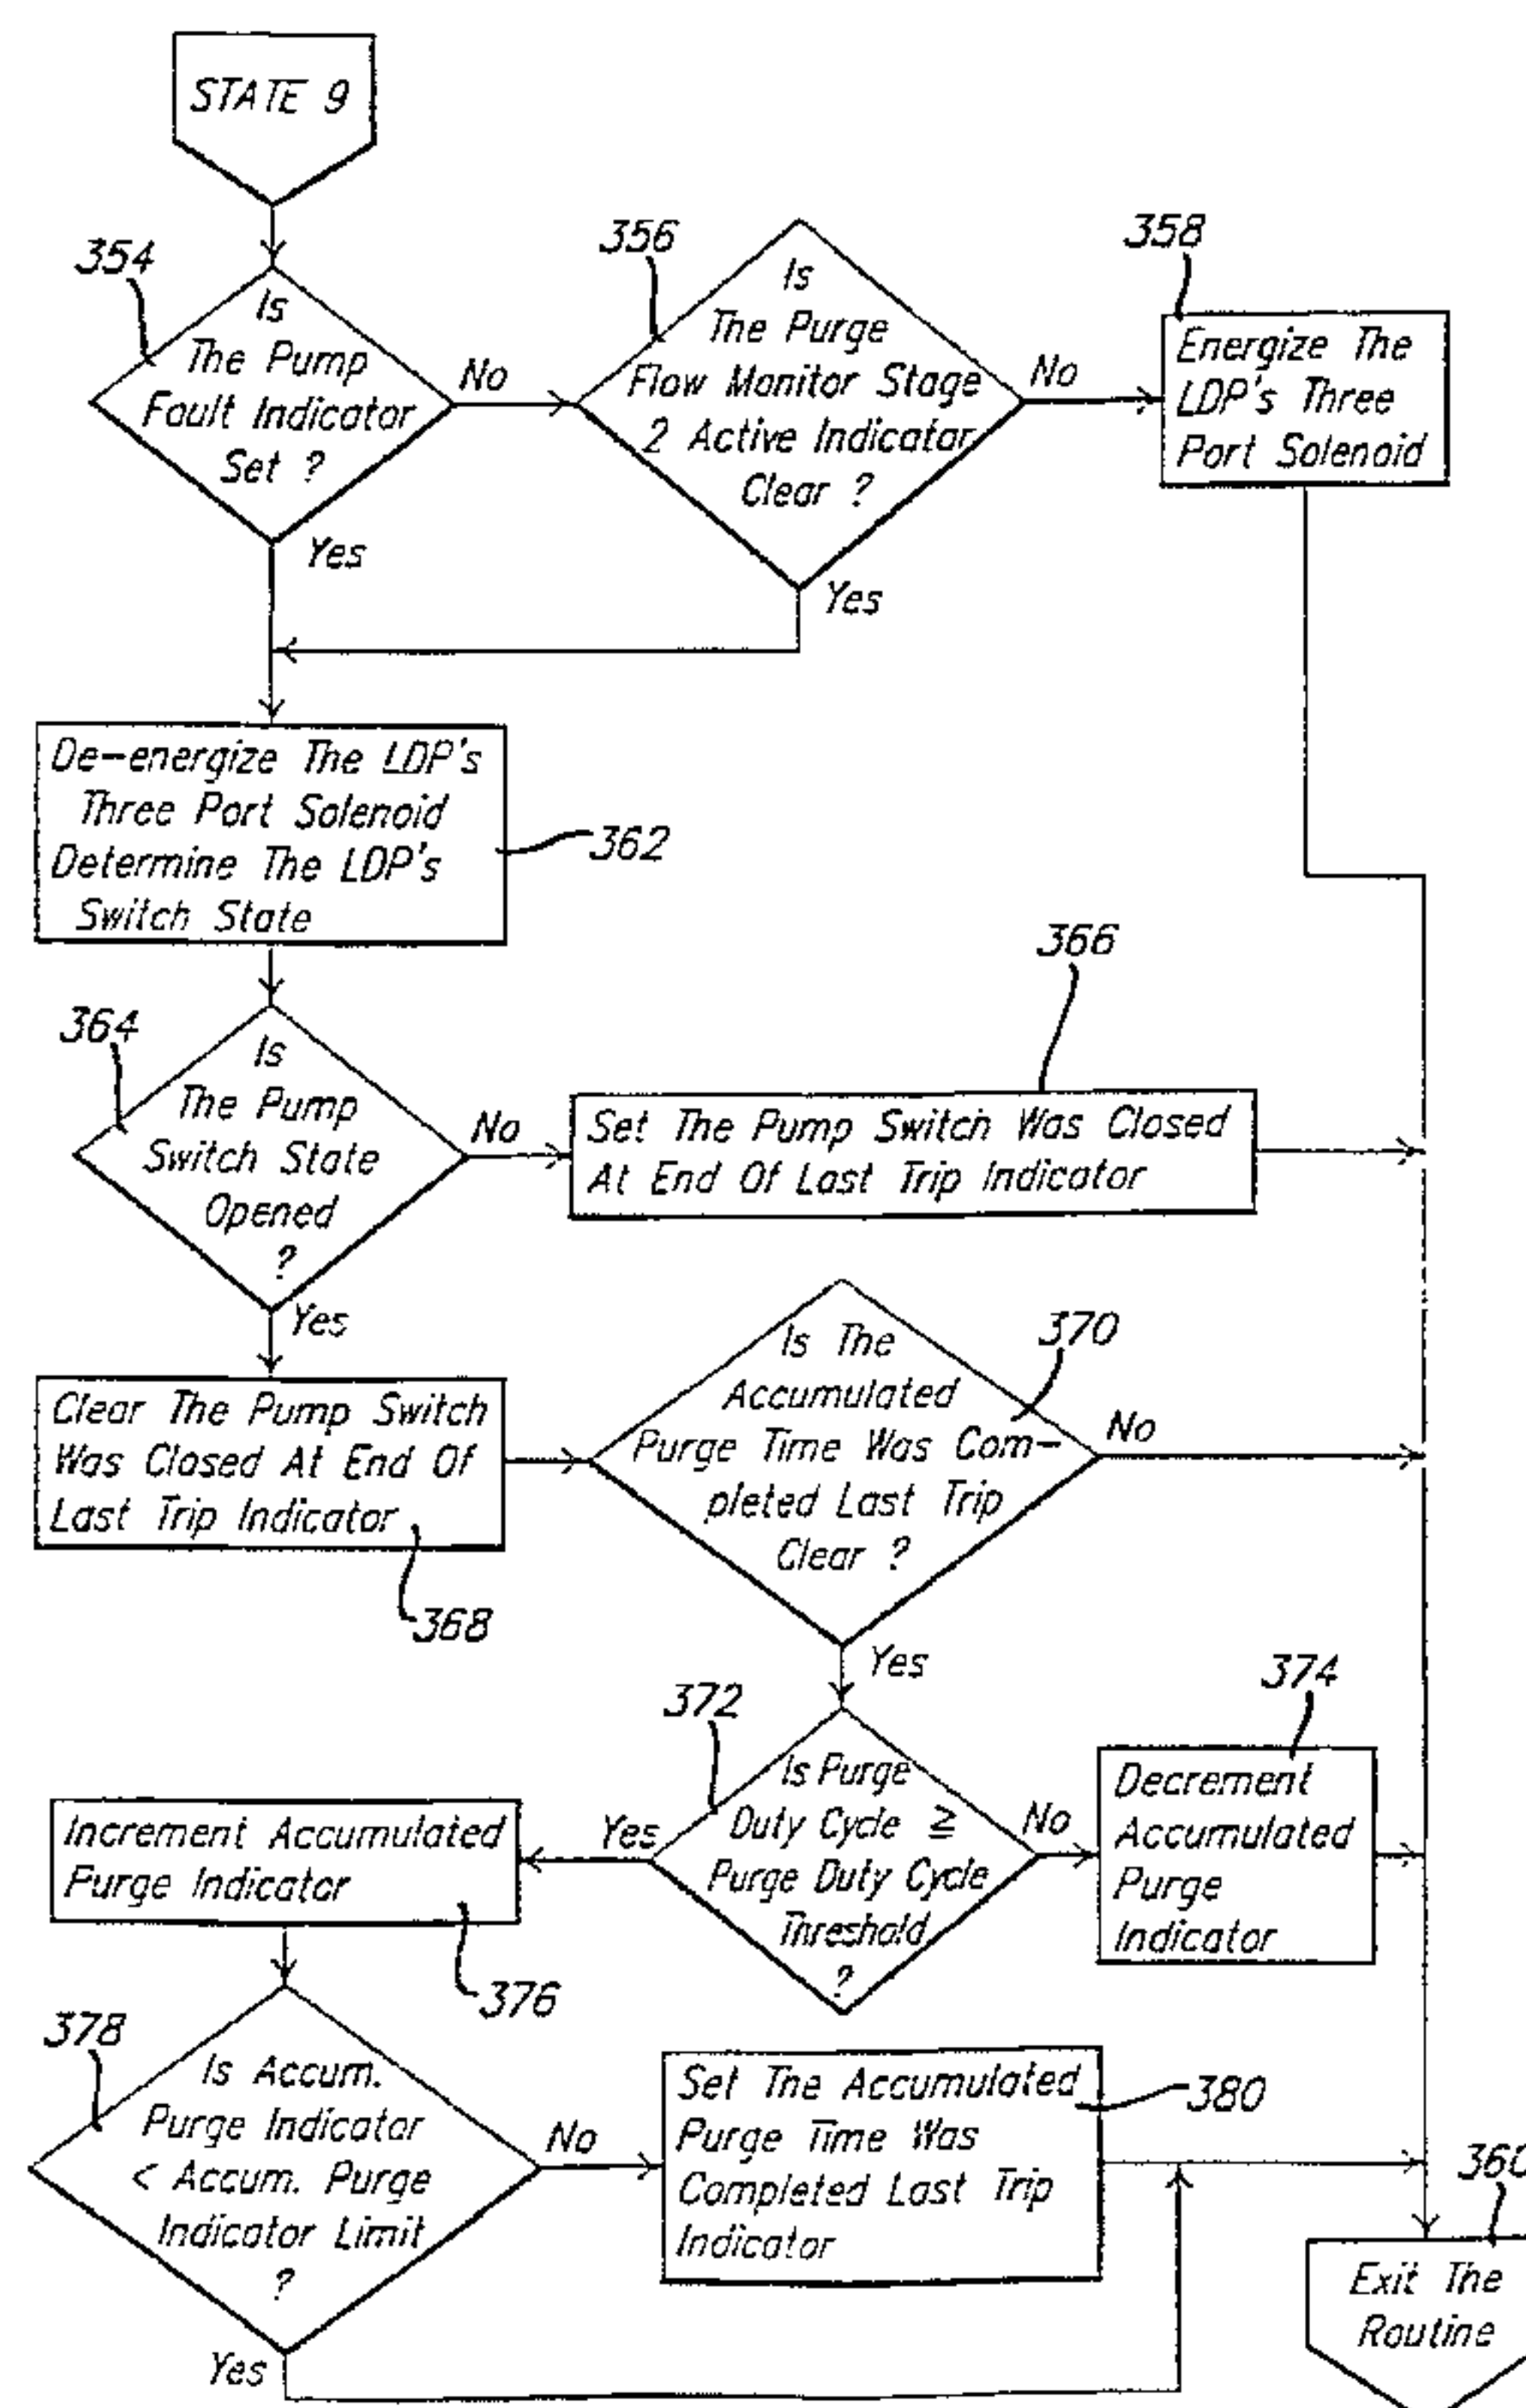 STATE 9
354
Is
The Pump
Fault Indicator
Set ?
No
Yes
356
Is
The Purge
Flow Monitor Stage
2 Active Indicator
Clear ?
No
Yes
358
Energize The
LDP's Three
Port Solenoid
De-energize The LDP's
Three Port Solenoid
Determine The LDP's
Switch State
362
364
Is
The Pump
Switch State
Opened
?
No
Yes
366
Set The Pump Switch Was Closed
At End Of Last Trip Indicator
Clear The Pump Switch
Was Closed At End Of
Last Trip Indicator
368
370
Is The
Accumulated
Purge Time Was Com-
pleted Last Trip
Clear ?
No
Yes
372
Is Purge
Duty Cycle ≧
Purge Duty Cycle
Threshold
?
Yes
No
374
Decrement
Accumulated
Purge
Indicator
Increment Accumulated
Purge Indicator
376
378
Is Accum.
Purge Indicator
< Accum. Purge
Indicator Limit
?
No
Yes
Set The Accumulated
Purge Time Was
Completed Last Trip
Indicator
380
360
Exit The
Routine